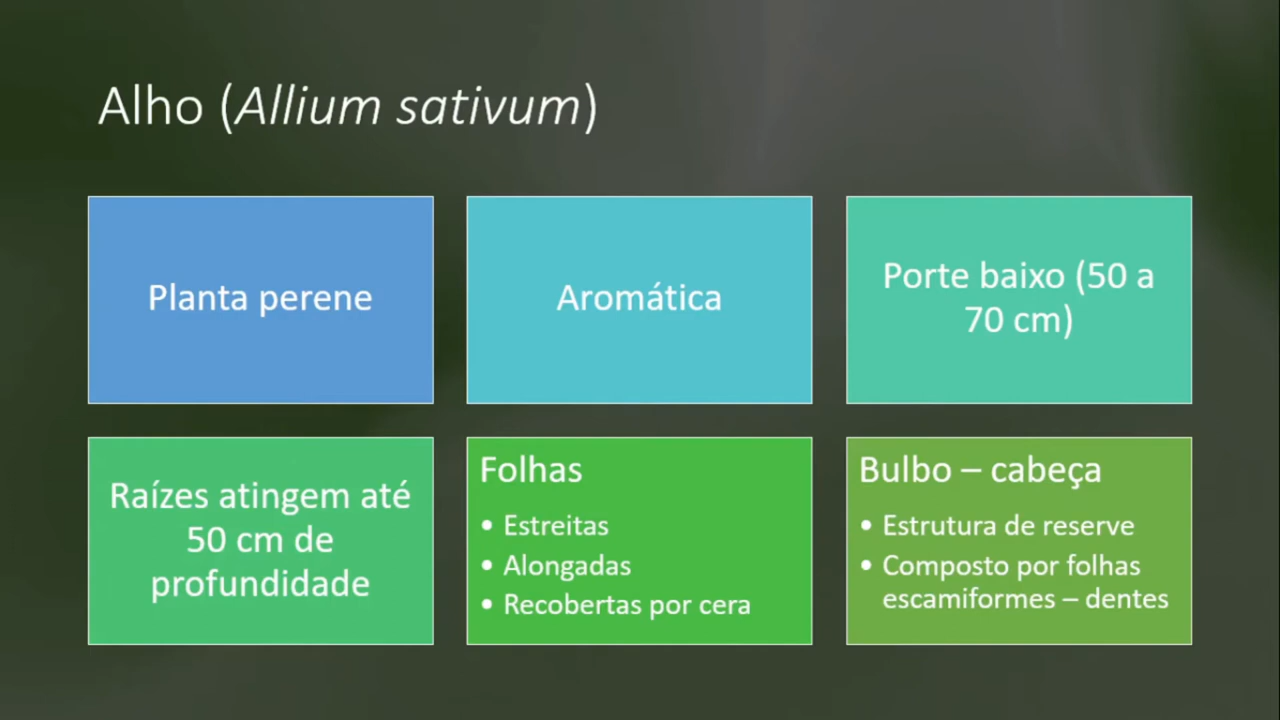 Alho (Allium sativum)
Planta perene
Aromática
Porte baixo (50 a
70 cm)
Raízes atingem até
50 cm de
profundidade
Folhas
• Estreitas
• Alongadas
• Recobertas por cera
Bulbo – cabeça
• Estrutura de reserve
• Composto por folhas
escamiformes – dentes